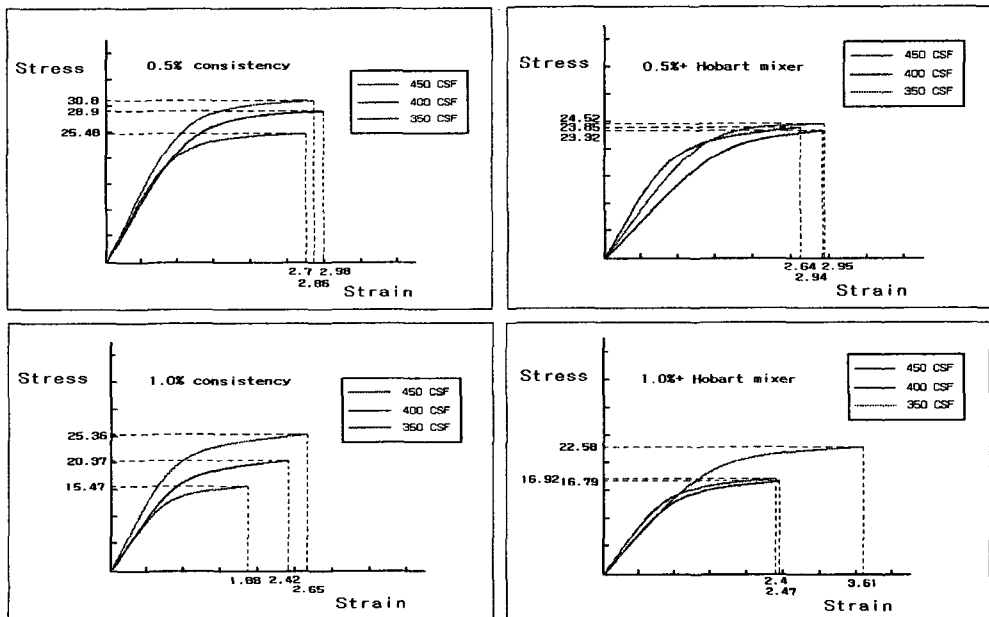 Stress
0.5% consistency
450 CSF
400 CSF
350 CSF
30.8
28.9
25.48
2.7
2.98
2.86
Strain
Stress
0.5%+ Hobart mixer
450 CSF
400 CSF
350 CSF
24.52
23.85
23.32
2.64
2.95
2.94
Strain
Stress
1.0% consistency
450 CSF
400 CSF
350 CSF
25.36
20.97
15.47
1.88
2.42
2.65
Strain
Stress
1.0%+ Hobart mixer
450 CSF
400 CSF
350 CSF
22.58
16.92
16.79
2.4
3.61
2.47
Strain